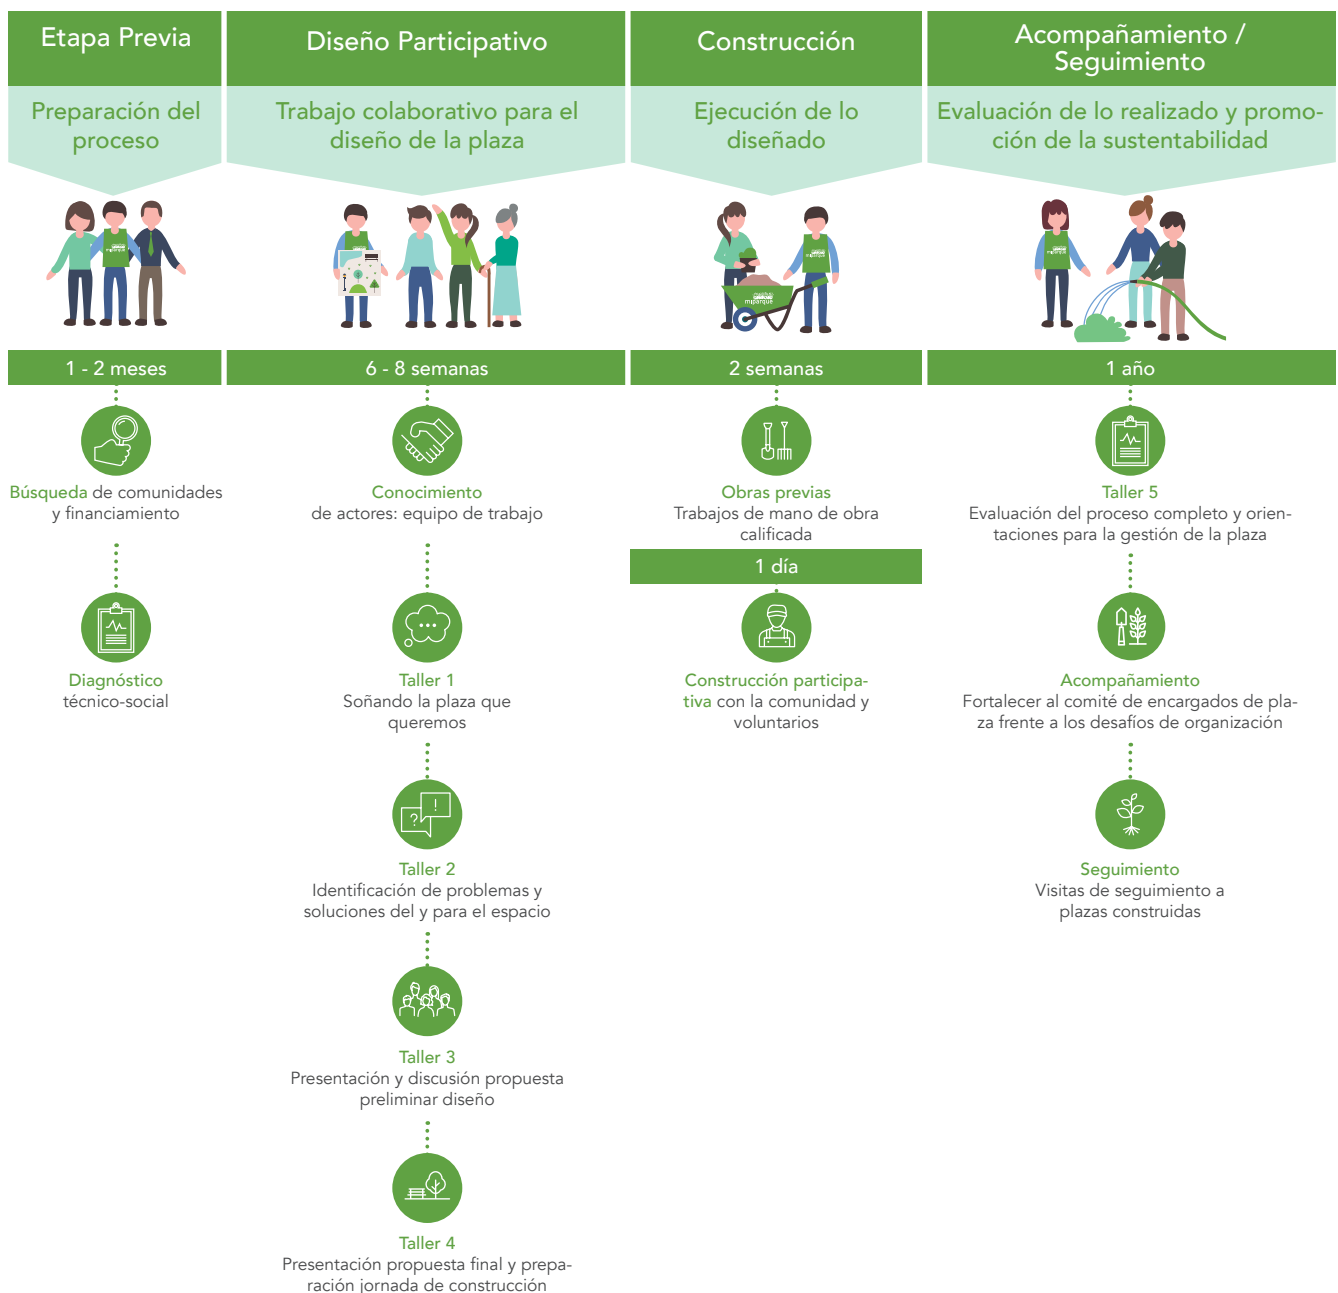 Etapa Previa
Preparación del
proceso
miparque
1 - 2 meses
Búsqueda de comunidades
y financiamiento
Diagnóstico
técnico-social
Diseño Participativo
Trabajo colaborativo para el
diseño de la plaza
miparque
6 - 8 semanas
Conocimiento
de actores: equipo de trabajo
Taller 1
Soñando la plaza que
queremos
?
!
Taller 2
Identificación de problemas y
soluciones del y para el espacio
Taller 3
Presentación y discusión propuesta
preliminar diseño
Taller 4
Presentación propuesta final y prepa-
ración jornada de construcción
Construcción
Ejecución de lo
diseñado
miparque
miparque
2 semanas
Obras previas
Trabajos de mano de obra
calificada
1 día
Construcción participa-
tiva con la comunidad y
voluntarios
Acompañamiento /
Seguimiento
Evaluación de lo realizado y promo-
ción de la sustentabilidad
miparque
1 año
Taller 5
Evaluación del proceso completo y orien-
taciones para la gestión de la plaza
Acompañamiento
Fortalecer al comité de encargados de pla-
za frente a los desafíos de organización
Seguimiento
Visitas de seguimiento a
plazas construidas